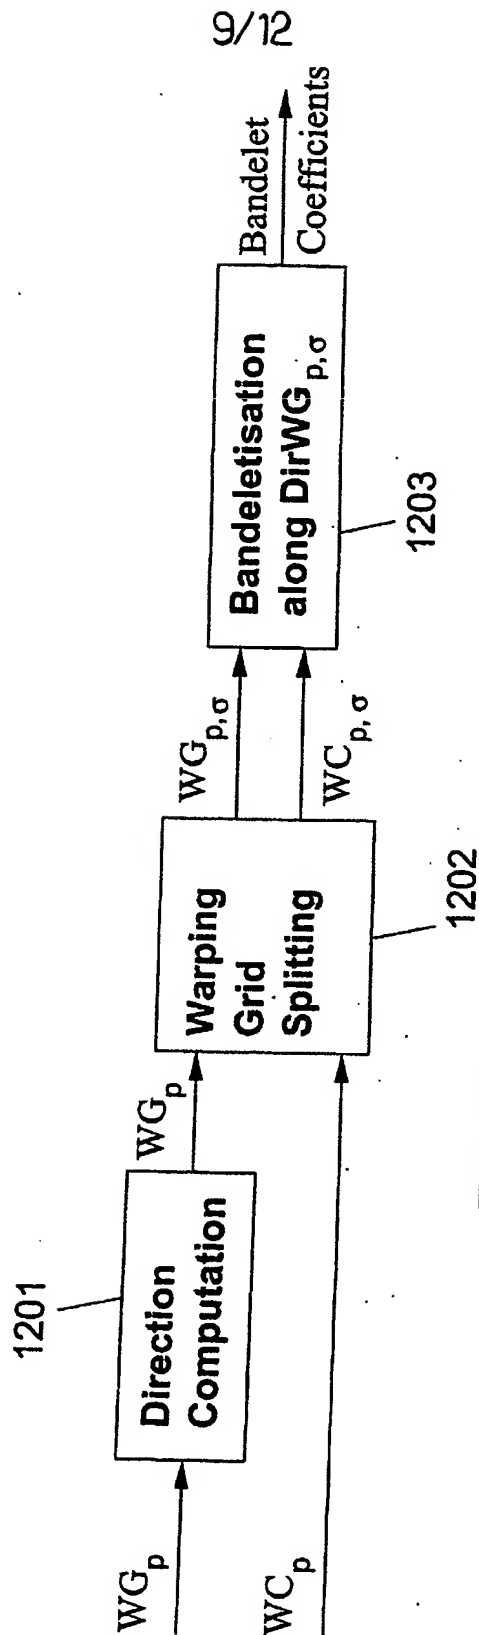 9/12
WG_p
WC_p
1201
Direction
Computation
WG_p
Warping
Grid
Splitting
1202
WG_p,σ
WC_p,σ
Bandeletisation
along DirWG_p,σ
1203
Bandelet
Coefficients